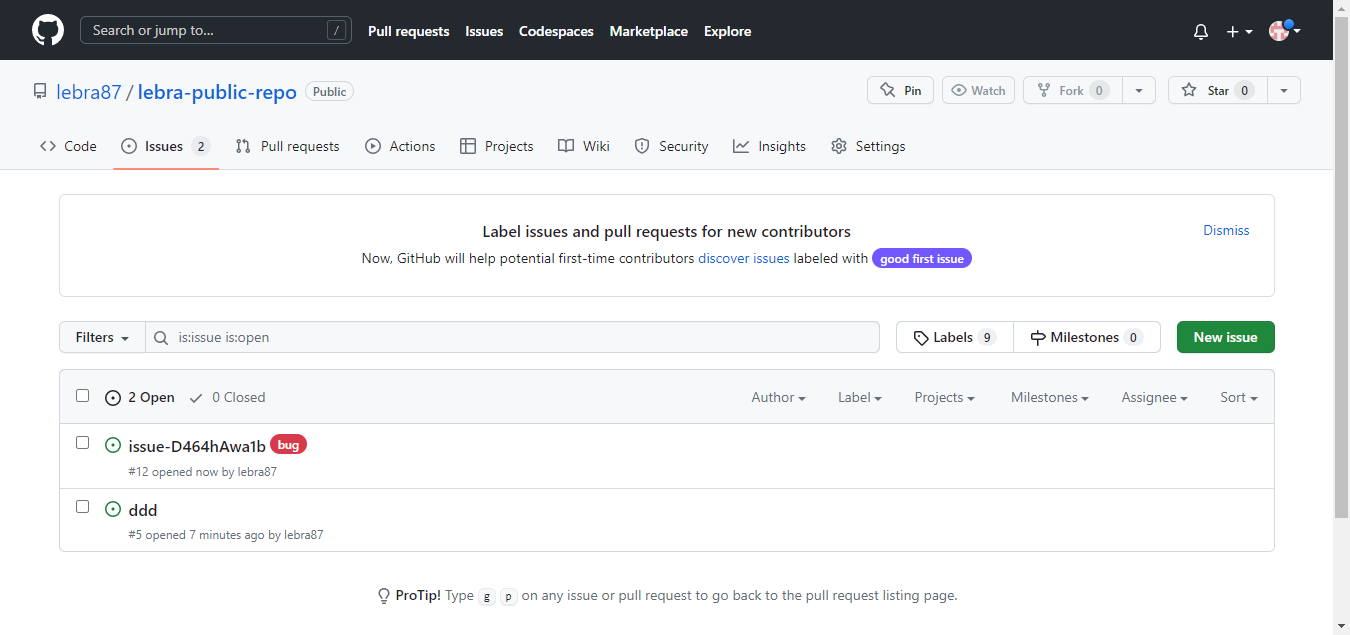 Search or jump to... /
Pull requests Issues Codespaces Marketplace Explore
lebra87 / lebra-public-repo Public
Pin Watch Fork 0 Star 0
Code Issues 2 Pull requests Actions Projects Wiki Security Insights Settings
Label issues and pull requests for new contributors
Dismiss
Now, GitHub will help potential first-time contributors discover issues labeled with good first issue
Filters is:issue is:open Labels 9 Milestones 0 New issue
2 Open 0 Closed Author Label Projects Milestones Assignee Sort
issue-D464hAwa1b bug
#12 opened now by lebra87
ddd
#5 opened 7 minutes ago by lebra87
ProTip! Type g p on any issue or pull request to go back to the pull request listing page.